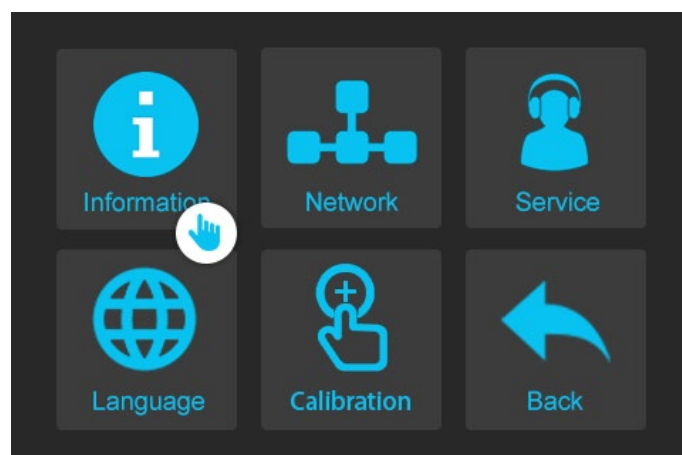 Information
Network
Service
Language
Calibration
Back